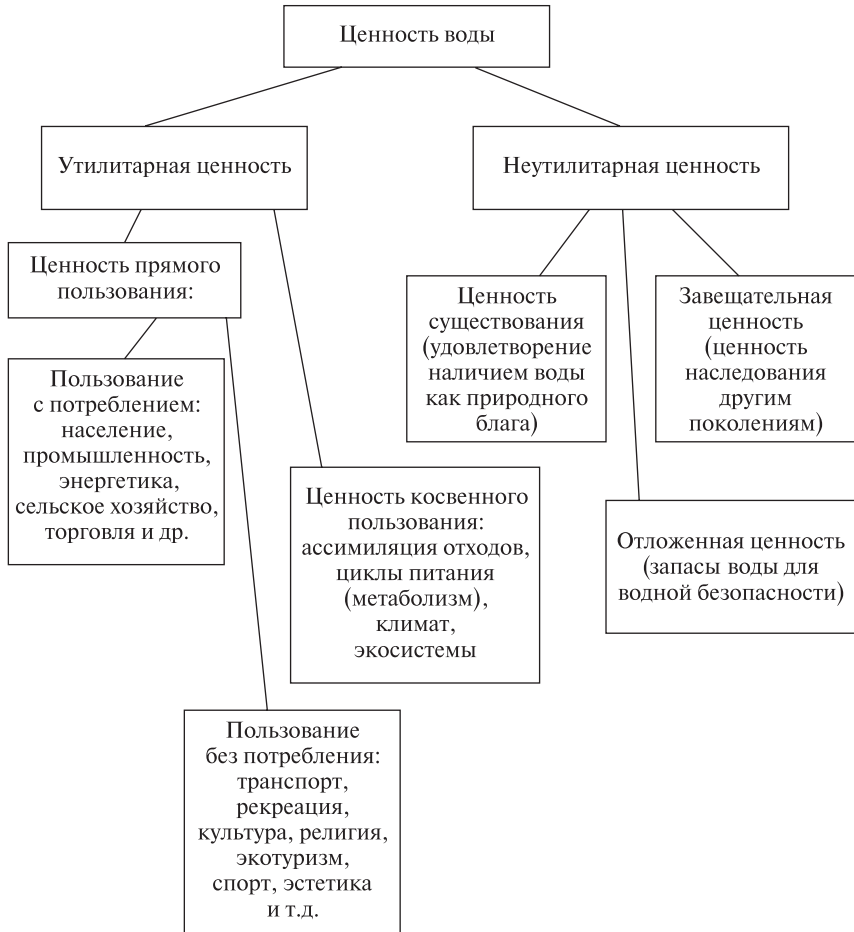 Ценность воды
Утилитарная ценность
Неутилитарная ценность
Ценность прямого
пользования:
Ценность
существования
(удовлетворение
наличием воды
как природного
блага)
Завещательная
ценность
(ценность
наследования
другим
поколениям)
Пользование
с потреблением:
население,
промышленность,
энергетика,
сельское хозяйство,
торговля и др.
Ценность косвенного
пользования:
ассимиляция отходов,
циклы питания
(метаболизм),
климат,
экосистемы
Отложенная ценность
(запасы воды для
водной безопасности)
Пользование
без потребления:
транспорт,
рекреация,
культура, религия,
экотуризм,
спорт, эстетика
и т.д.